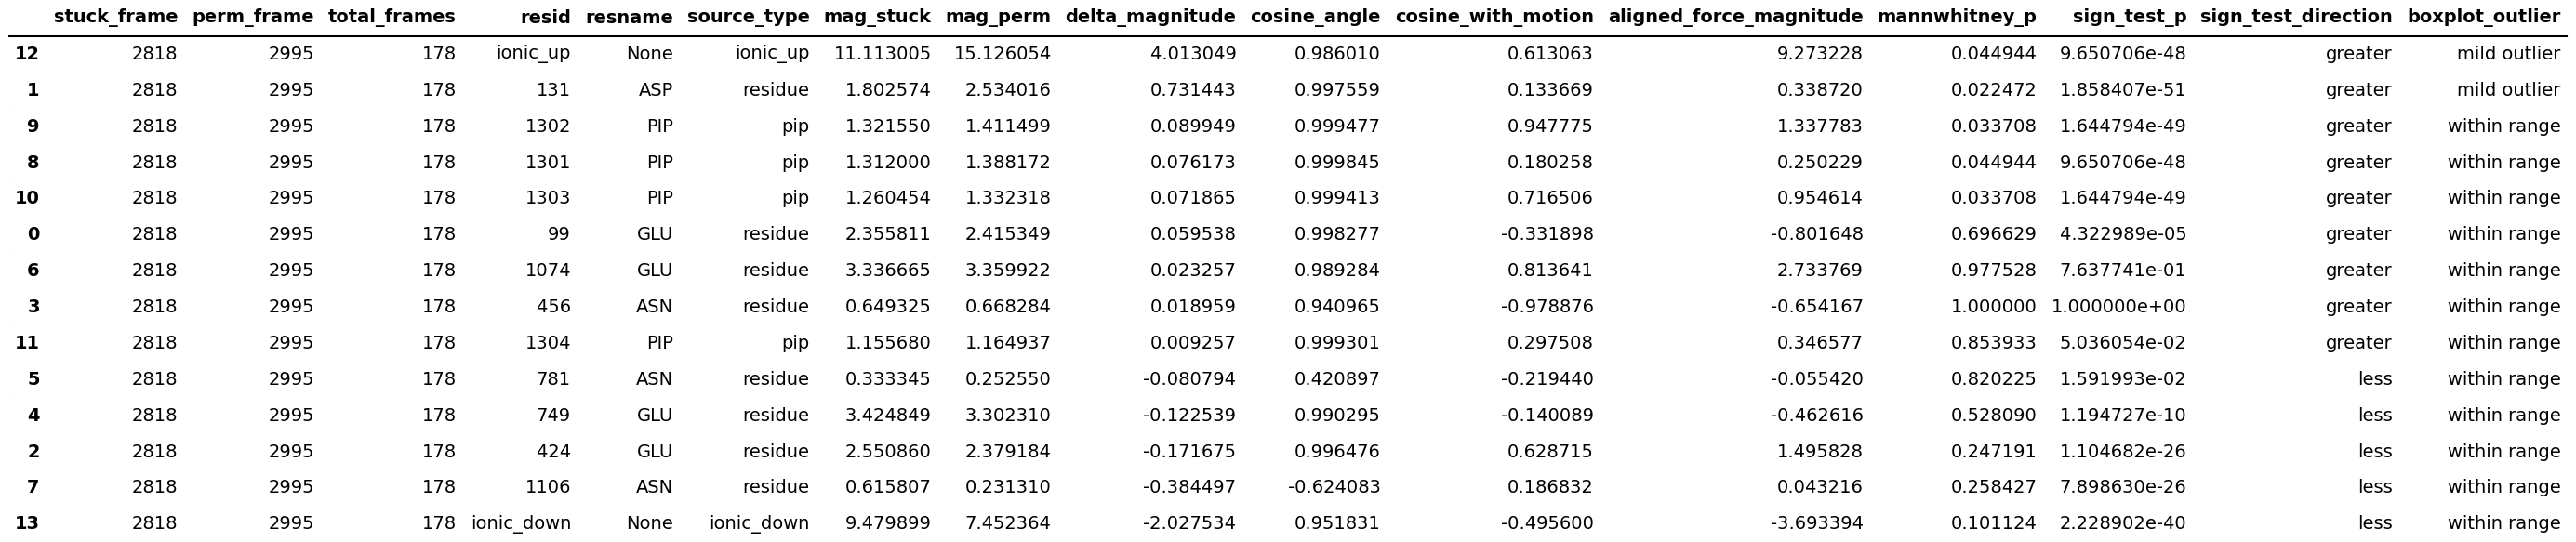 stuck_frame perm_frame total_frames resid resname source_type mag_stuck mag_perm delta_magnitude cosine_angle cosine_with_motion aligned_force_magnitude mannwhitney_p sign_test_p sign_test_direction boxplot_outlier
12 2818 2995 178 ionic_up None ionic_up 11.113005 15.126054 4.013049 0.986010 0.613063 9.273228 0.044944 9.650706e-48 greater mild outlier
1 2818 2995 178 131 ASP residue 1.802574 2.534016 0.731443 0.997559 0.133669 0.338720 0.022472 1.858407e-51 greater mild outlier
9 2818 2995 178 1302 PIP pip 1.321550 1.411499 0.089949 0.999477 0.947775 1.337783 0.033708 1.644794e-49 greater within range
8 2818 2995 178 1301 PIP pip 1.312000 1.388172 0.076173 0.999845 0.180258 0.250229 0.044944 9.650706e-48 greater within range
10 2818 2995 178 1303 PIP pip 1.260454 1.332318 0.071865 0.999413 0.716506 0.954614 0.033708 1.644794e-49 greater within range
0 2818 2995 178 99 GLU residue 2.355811 2.415349 0.059538 0.998277 -0.331898 -0.801648 0.696629 4.322989e-05 greater within range
6 2818 2995 178 1074 GLU residue 3.336665 3.359922 0.023257 0.989284 0.813641 2.733769 0.977528 7.637741e-01 greater within range
3 2818 2995 178 456 ASN residue 0.649325 0.668284 0.018959 0.940965 -0.978876 -0.654167 1.000000 1.000000e+00 greater within range
11 2818 2995 178 1304 PIP pip 1.155680 1.164937 0.009257 0.999301 0.297508 0.346577 0.853933 5.036054e-02 greater within range
5 2818 2995 178 781 ASN residue 0.333345 0.252550 -0.080794 0.420897 -0.219440 -0.055420 0.820225 1.591993e-02 less within range
4 2818 2995 178 749 GLU residue 3.424849 3.302310 -0.122539 0.990295 -0.140089 -0.462616 0.528090 1.194727e-10 less within range
2 2818 2995 178 424 GLU residue 2.550860 2.379184 -0.171675 0.996476 0.628715 1.495828 0.247191 1.104682e-26 less within range
7 2818 2995 178 1106 ASN residue 0.615807 0.231310 -0.384497 -0.624083 0.186832 0.043216 0.258427 7.898630e-26 less within range
13 2818 2995 178 ionic_down None ionic_down 9.479899 7.452364 -2.027534 0.951831 -0.495600 -3.693394 0.101124 2.228902e-40 less within range